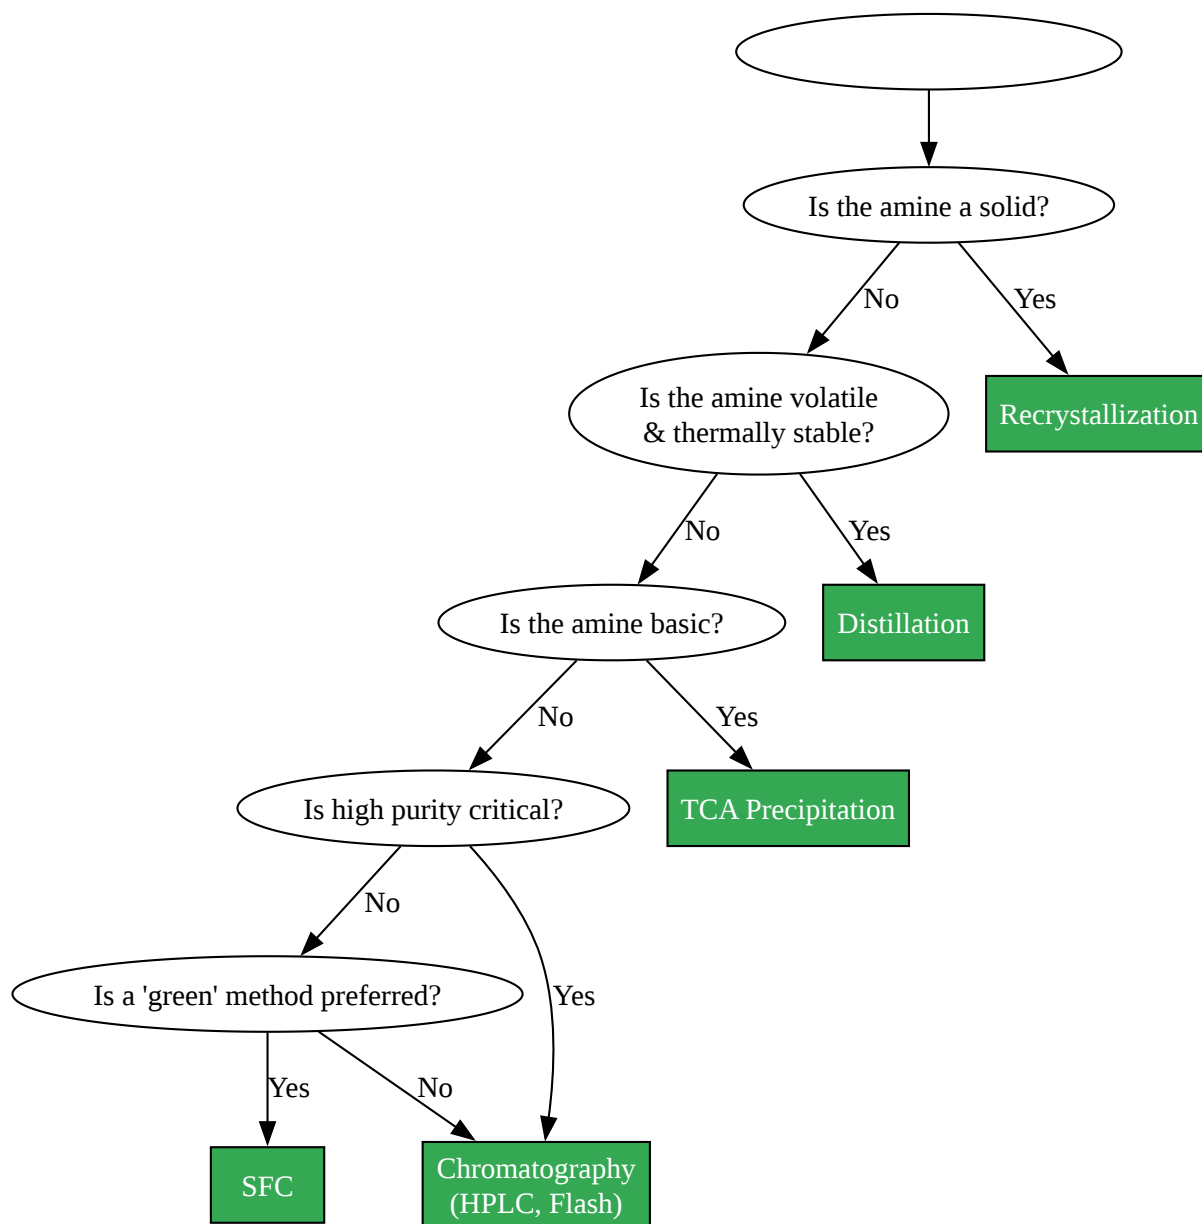 Is the amine a solid?
No
Yes
Is the amine volatile
& thermally stable?
Recrystallization
No
Yes
Is the amine basic?
Distillation
No
Yes
Is high purity critical?
TCA Precipitation
No
Is a 'green' method preferred?
Yes
Yes
No
SFC
Chromatography
(HPLC, Flash)